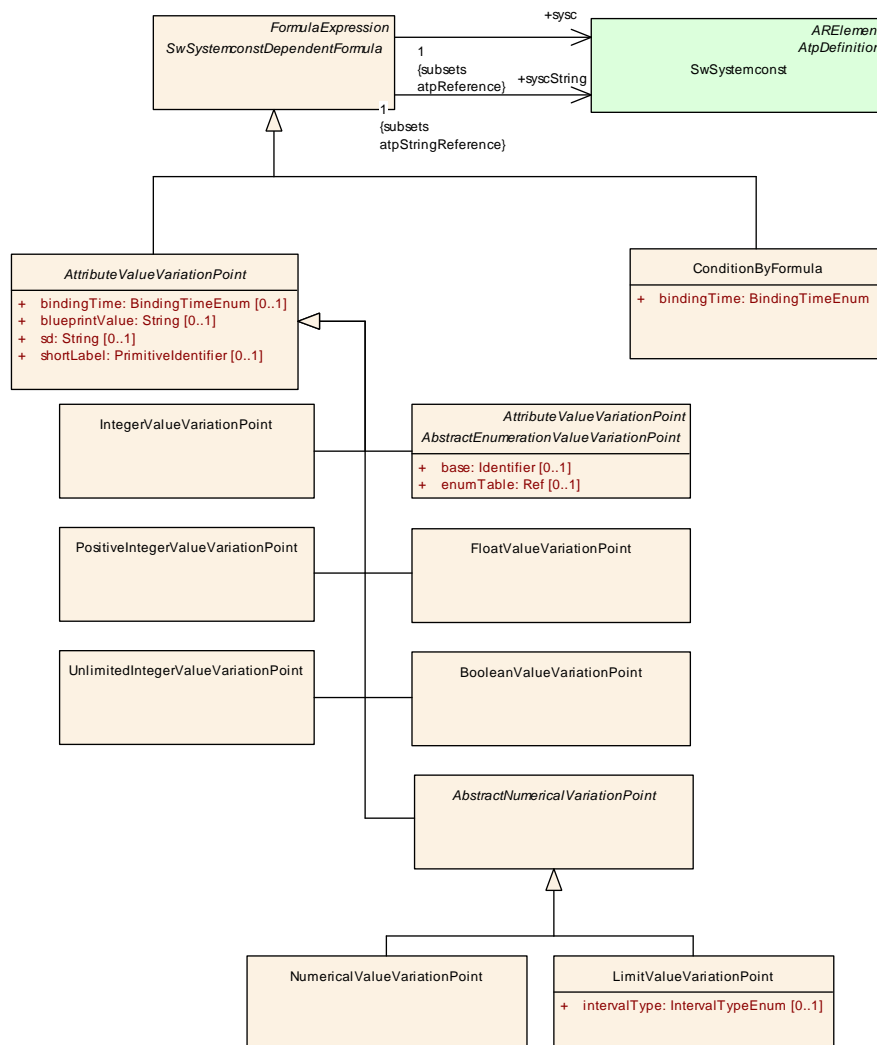 FormulaExpression
SwSystemconstDependentFormula
+sysc
1
{subsets
atpReference}
+syscString
1
{subsets
atpStringReference}
ARElemen
AtpDefinition
SwSystemconst
AttributeValueVariationPoint
+ bindingTime: BindingTimeEnum [0..1]
+ blueprintValue: String [0..1]
+ sd: String [0..1]
+ shortLabel: PrimitiveIdentifier [0..1]
ConditionByFormula
+ bindingTime: BindingTimeEnum
IntegerValueVariationPoint
AttributeValueVariationPoint
AbstractEnumerationValueVariationPoint
+ base: Identifier [0..1]
+ enumTable: Ref [0..1]
PositiveIntegerValueVariationPoint
FloatValueVariationPoint
UnlimitedIntegerValueVariationPoint
BooleanValueVariationPoint
AbstractNumericalVariationPoint
NumericalValueVariationPoint
LimitValueVariationPoint
+ intervalType: IntervalTypeEnum [0..1]